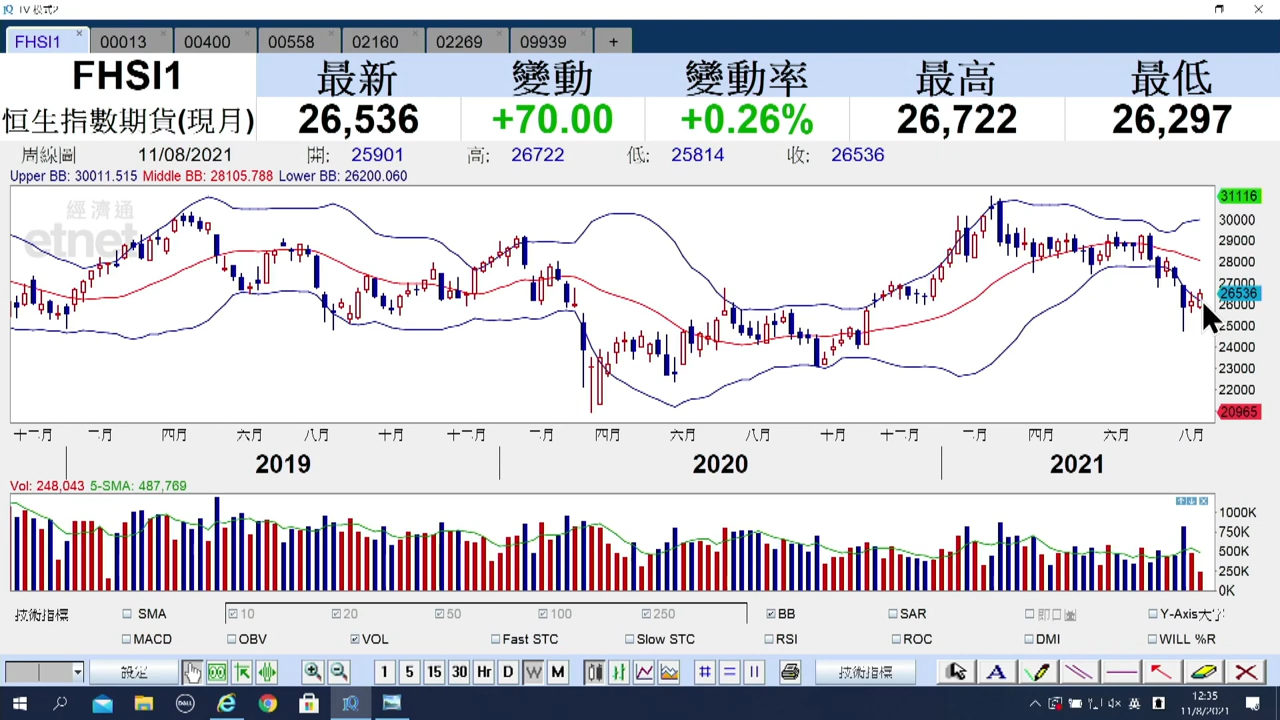 TV 模式2
FHSI1 00013 00400 00558 02160 02269 09939 +
FHSI1 最新 變動 變動率 最高 最低
恒生指數期貨(現月) 26,536 +70.00 +0.26% 26,722 26,297
周線圖 11/08/2021 開: 25901 高: 26722 低: 25814 收: 26536
Upper BB: 30011.515 Middle BB: 28105.788 Lower BB: 26200.060
經濟通
etnet
31116
30000
29000
28000
27000
26536
26000
25000
24000
23000
22000
20965
十二月 二月 四月 六月 八月 十月 十二月 二月 四月 六月 八月 十月 十二月 二月 四月 六月 八月
2019 2020 2021
Vol: 248,043 5-SMA: 487,769
1000K
750K
500K
250K
0K
技術指標 SMA 10 20 50 100 250 BB SAR Y-Axis大字
MACD OBV VOL Fast STC Slow STC RSI ROC DMI WILL %R
設定 1 5 15 30 Hr D W M 技術指標 A
DELL 英 12:35
11/8/2021